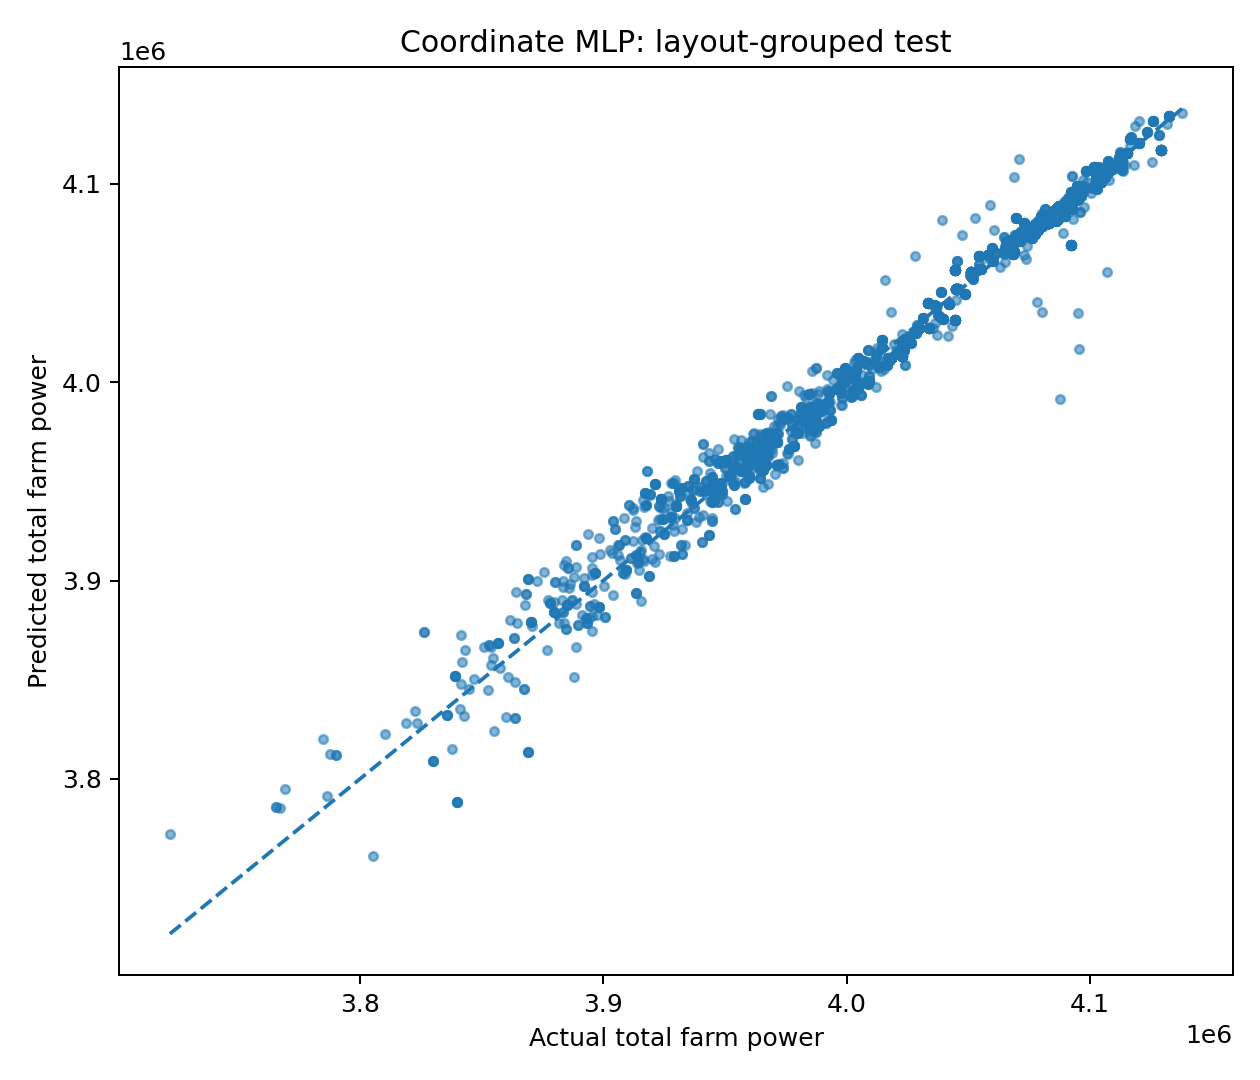 Coordinate MLP: layout-grouped test
1e6
4.1
4.0
3.9
3.8
Predicted total farm power
3.8 3.9 4.0 4.1
1e6
Actual total farm power